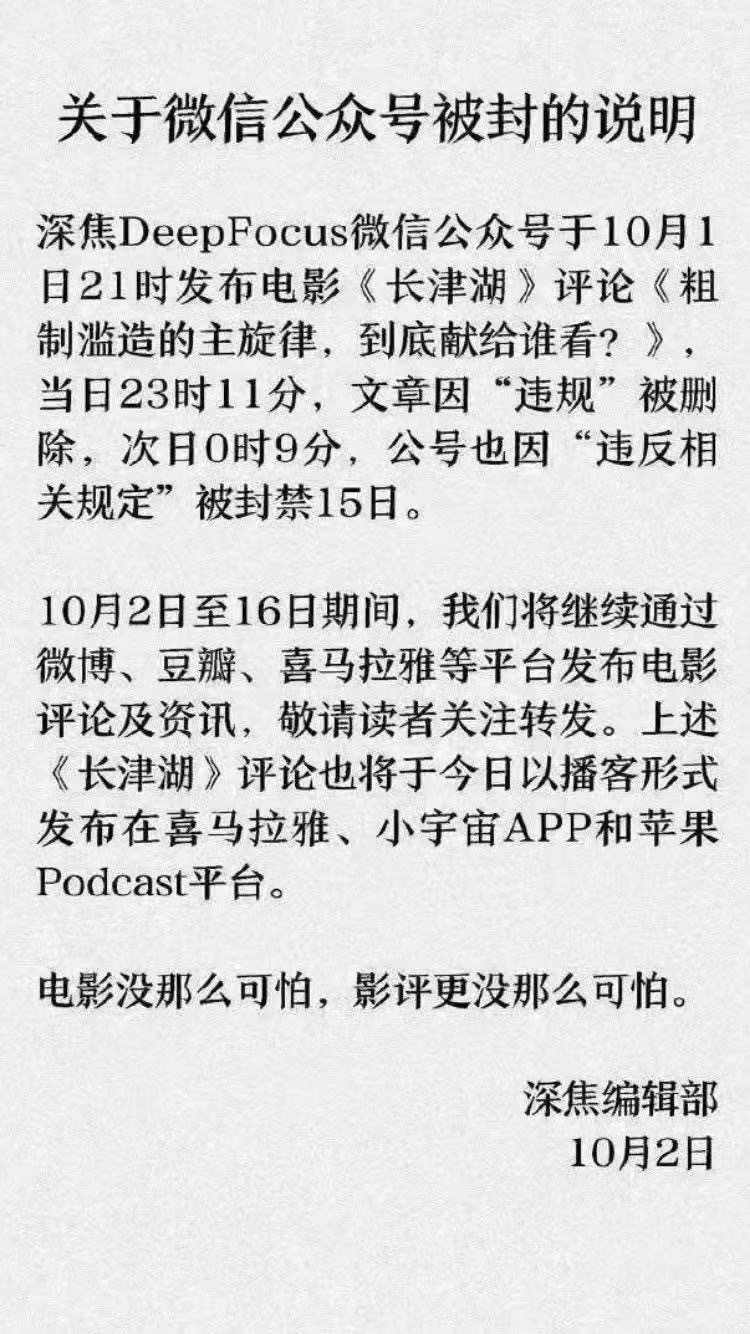 关于微信公众号被封的说明
深焦DeepFocus微信公众号于10月1
日21时发布电影《长津湖》评论《粗
制滥造的主旋律，到底献给谁看？》，
当日23时11分，文章因“违规”被删
除，次日0时9分，公号也因“违反相
关规定”被封禁15日。
10月2日至16日期间，我们将继续通过
微博、豆瓣、喜马拉雅等平台发布电影
评论及资讯，敬请读者关注转发。上述
《长津湖》评论也将于今日以播客形式
发布在喜马拉雅、小宇宙APP和苹果
Podcast平台。
电影没那么可怕，影评更没那么可怕。
深焦编辑部
10月2日